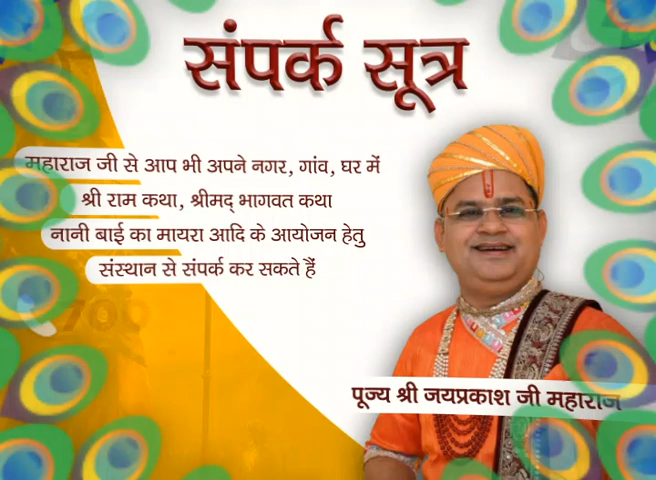 संपर्क सूत्र
महाराज जी से आप भी अपने नगर, गांव, घर में
श्री राम कथा, श्रीमद् भागवत कथा
नानी बाई का मायरा आदि के आयोजन हेतु
संस्थान से संपर्क कर सकते हैं
700
पूज्य श्री जयप्रकाश जी महाराज